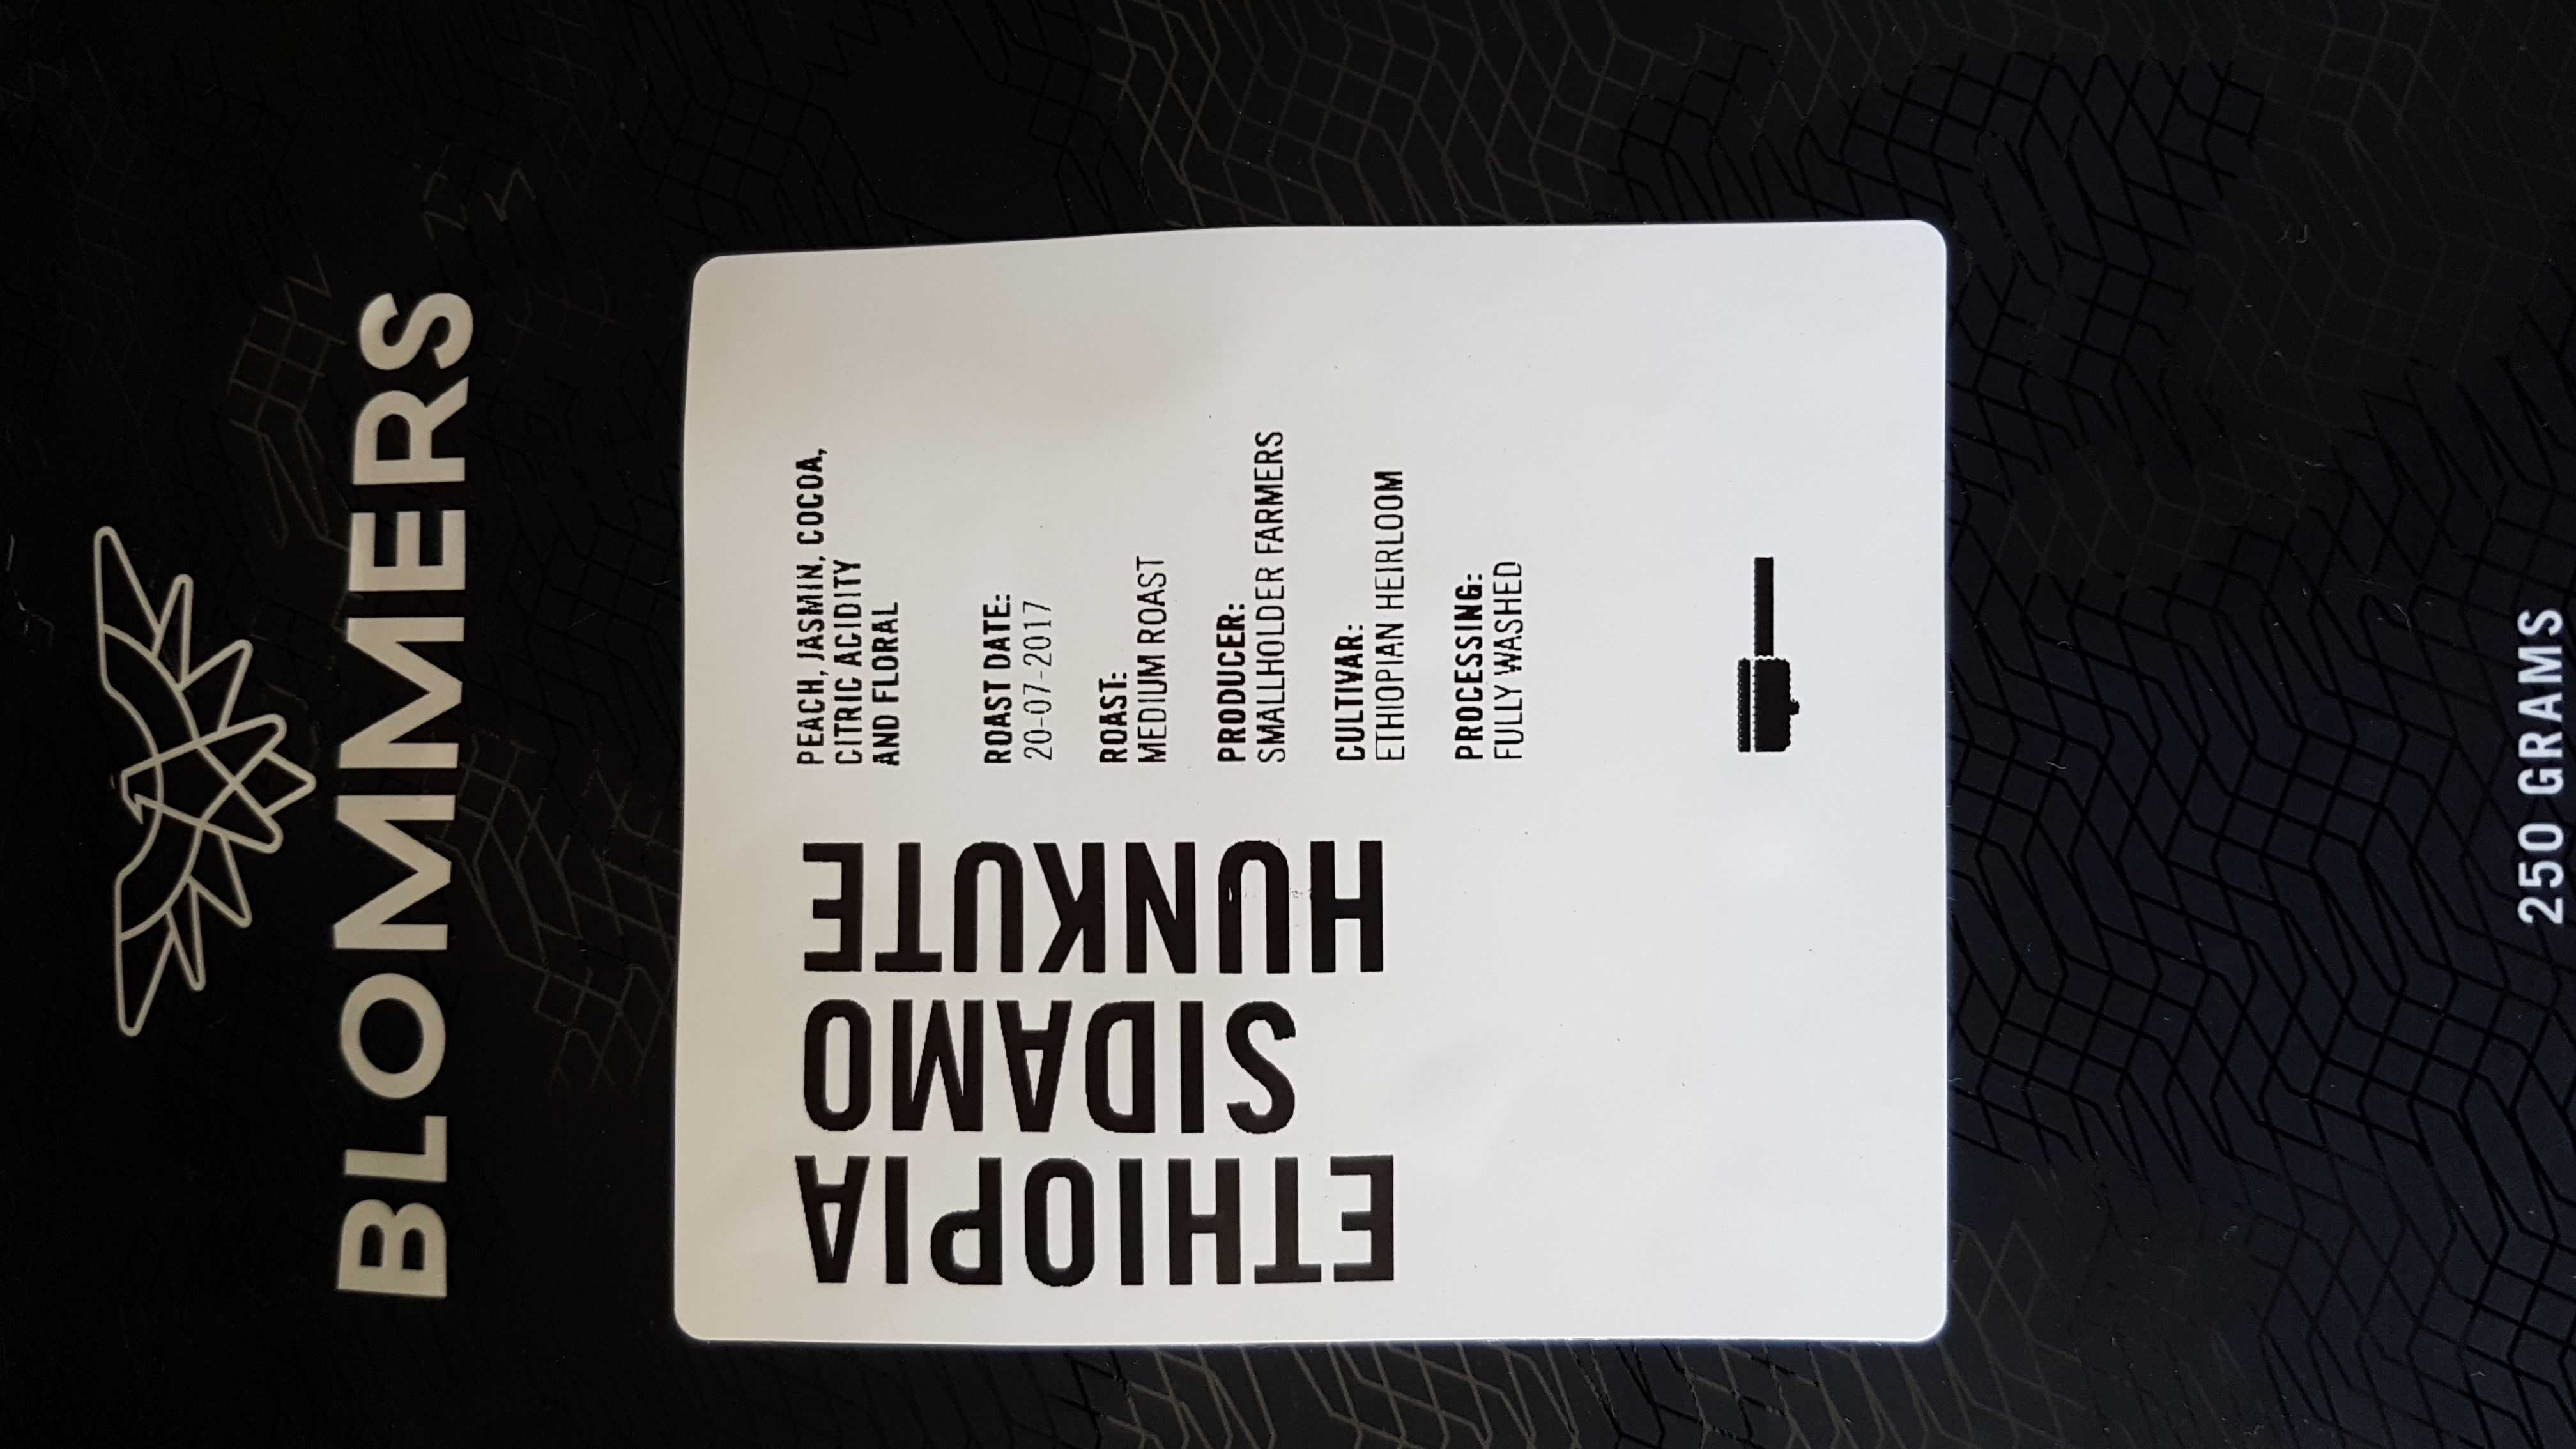 BLOMMERS
ETHIOPIA
SIDAMO
HUNKUTE
PEACH, JASMIN, COCOA,
CITRIC ACIDITY
AND FLORAL
ROAST DATE:
20-07-2017
ROAST:
MEDIUM ROAST
PRODUCER:
SMALLHOLDER FARMERS
CULTIVAR:
ETHIOPIAN HEIRLOOM
PROCESSING:
FULLY WASHED
250 GRAMS